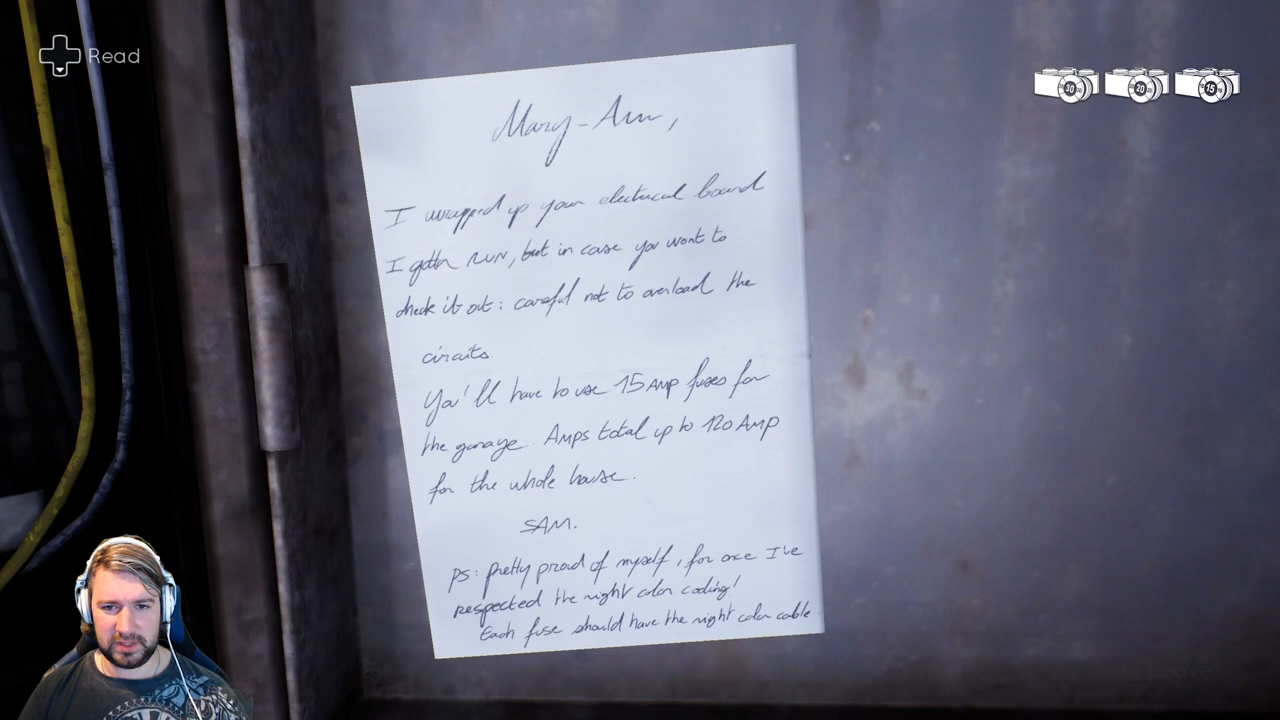 Read
30 20 15
Mary-Ann,
I wrapped up your electrical board
I gotta RUN, but in case you want to
check it out: careful not to overload the
circuits.
You'll have to use 15 AMP fuses for
the garage. Amps total up to 120 AMP
for the whole house.
SAM.
PS: pretty proud of myself, for once I've
respected the right color coding!
Each fuse should have the right color cable.